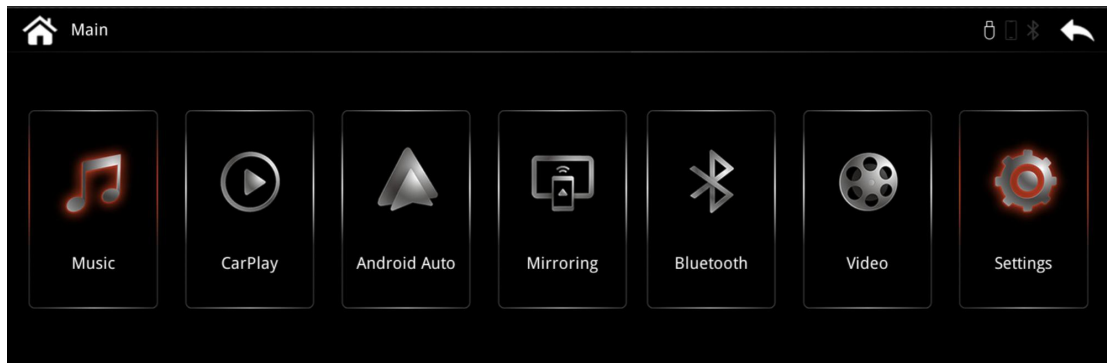 Main
Music
CarPlay
Android Auto
Mirroring
Bluetooth
Video
Settings